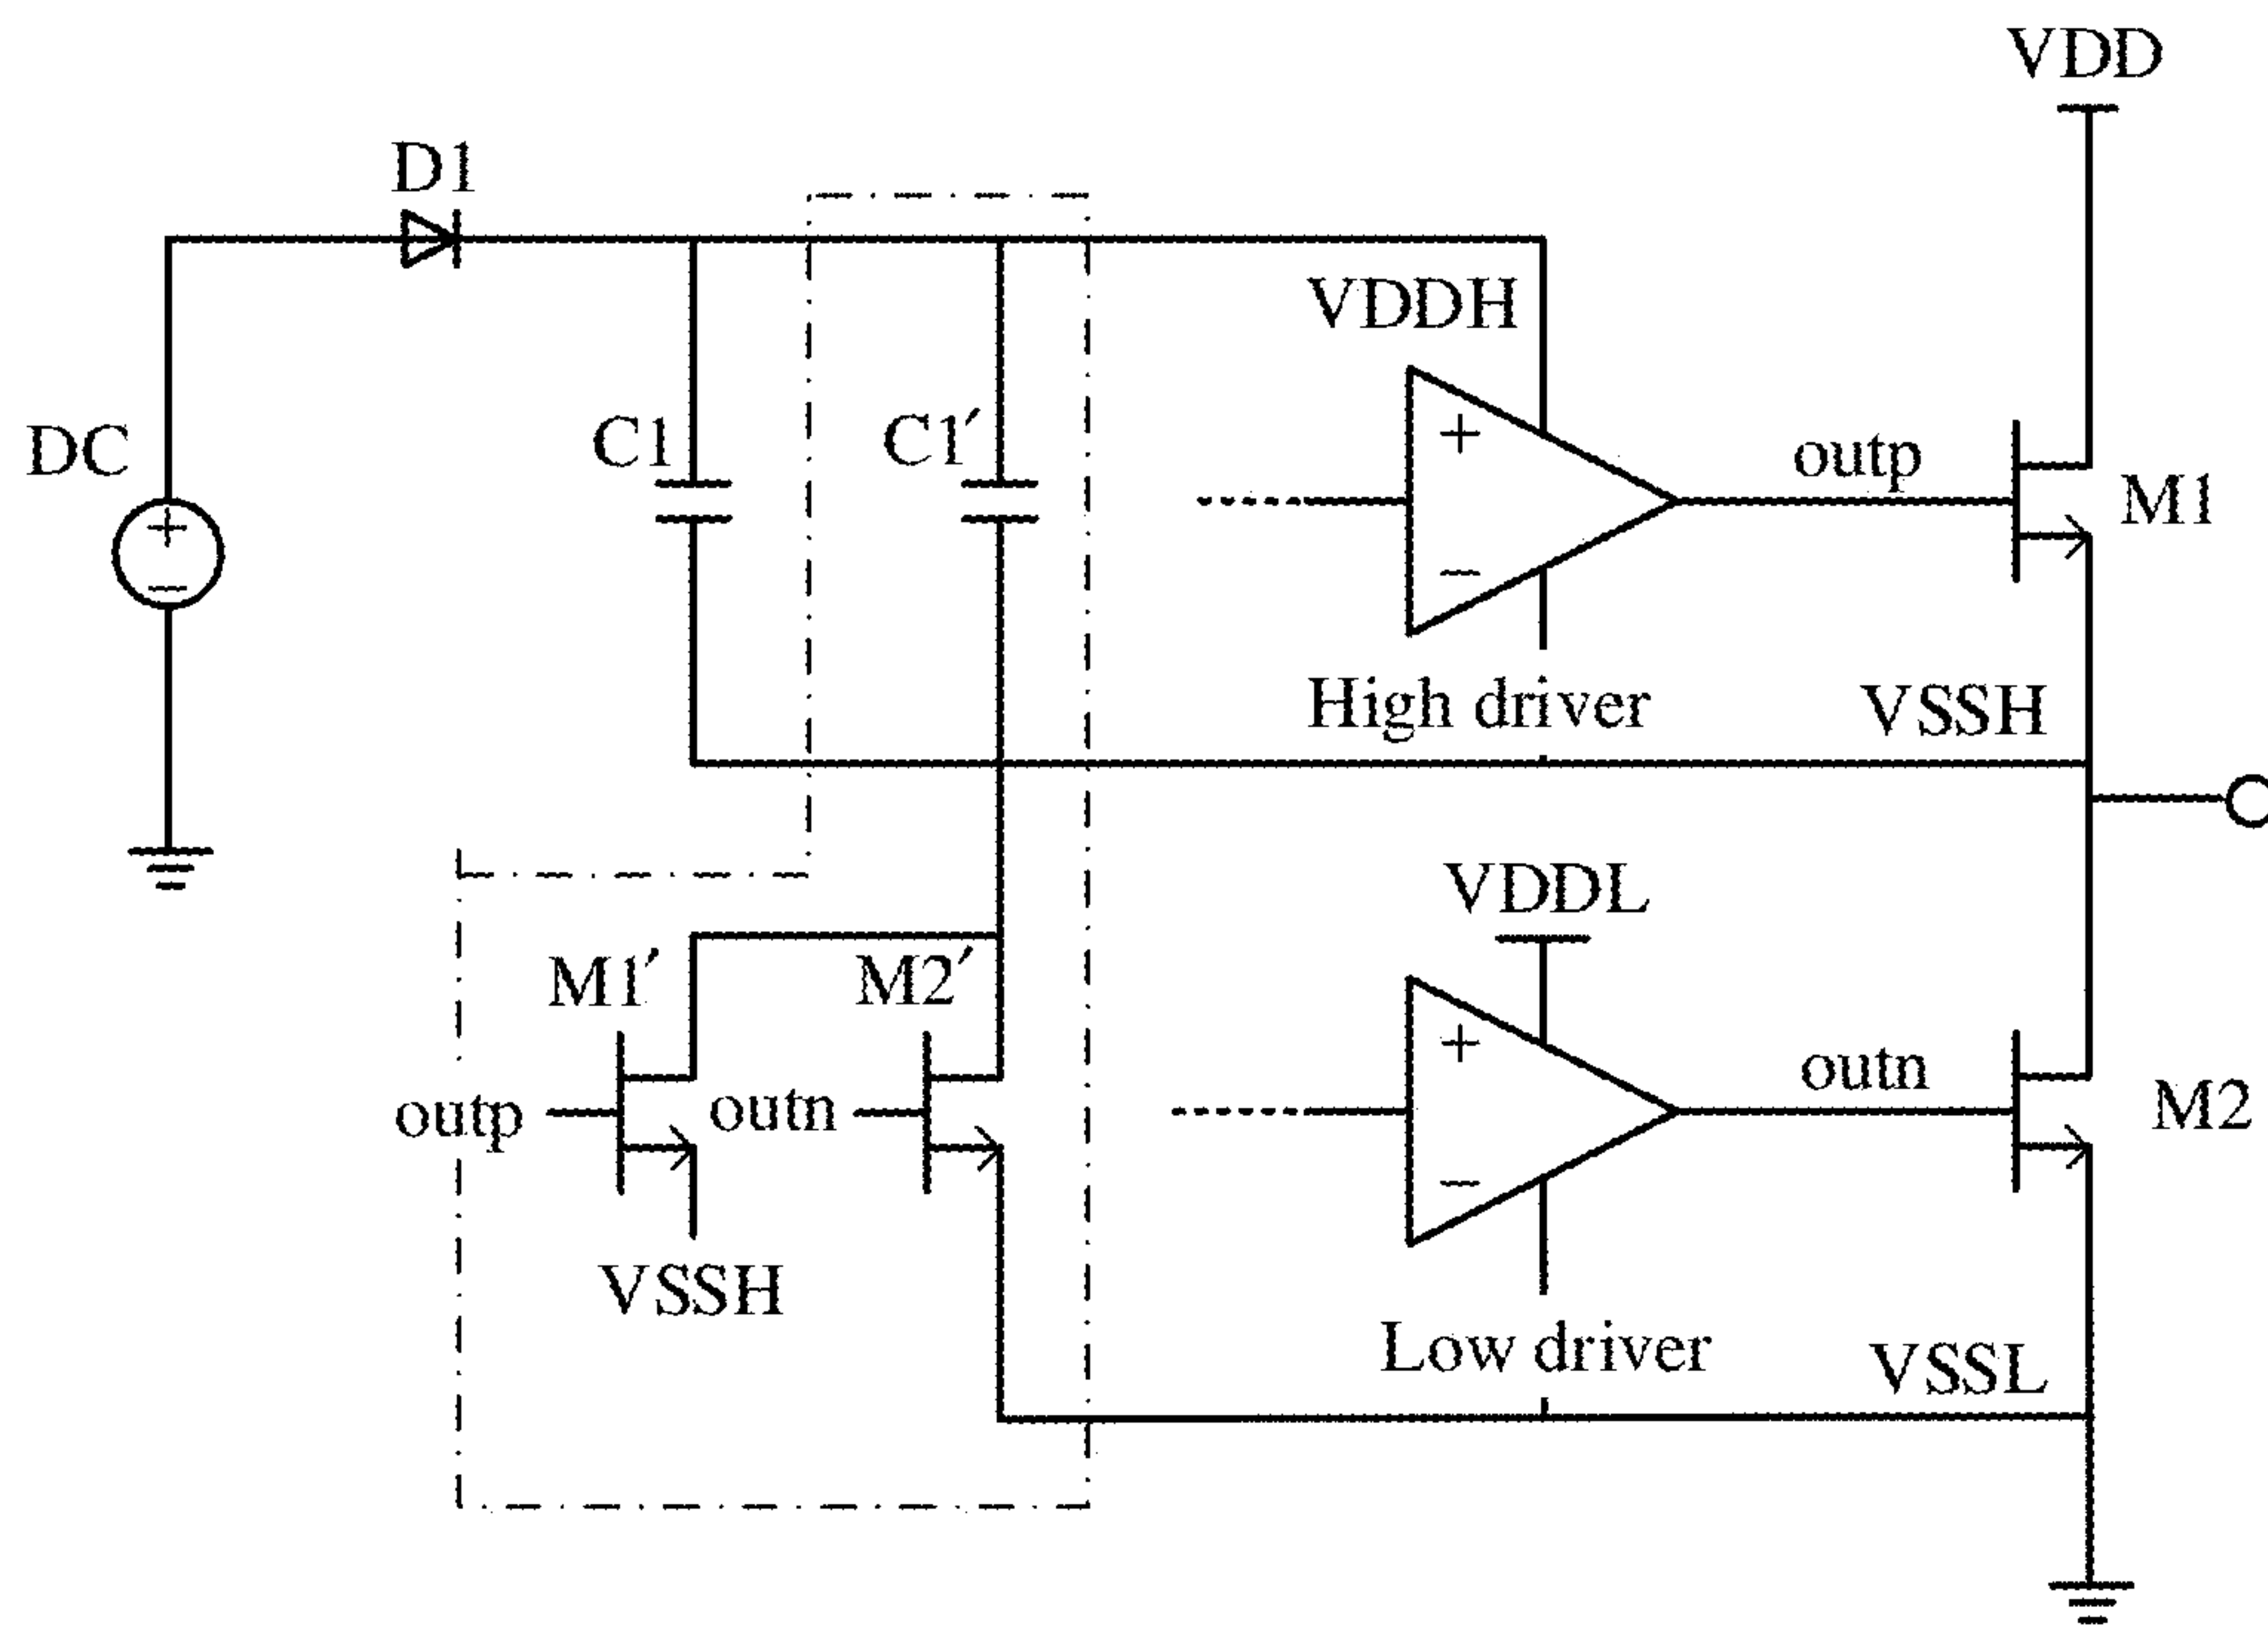 VDD
D1
VDDH
DC
C1
C1′
+
outp
M1
+
−
−
High driver
VSSH
VDDL
M1′
M2′
+
outn
outp
outn
M2
−
VSSH
Low driver
VSSL